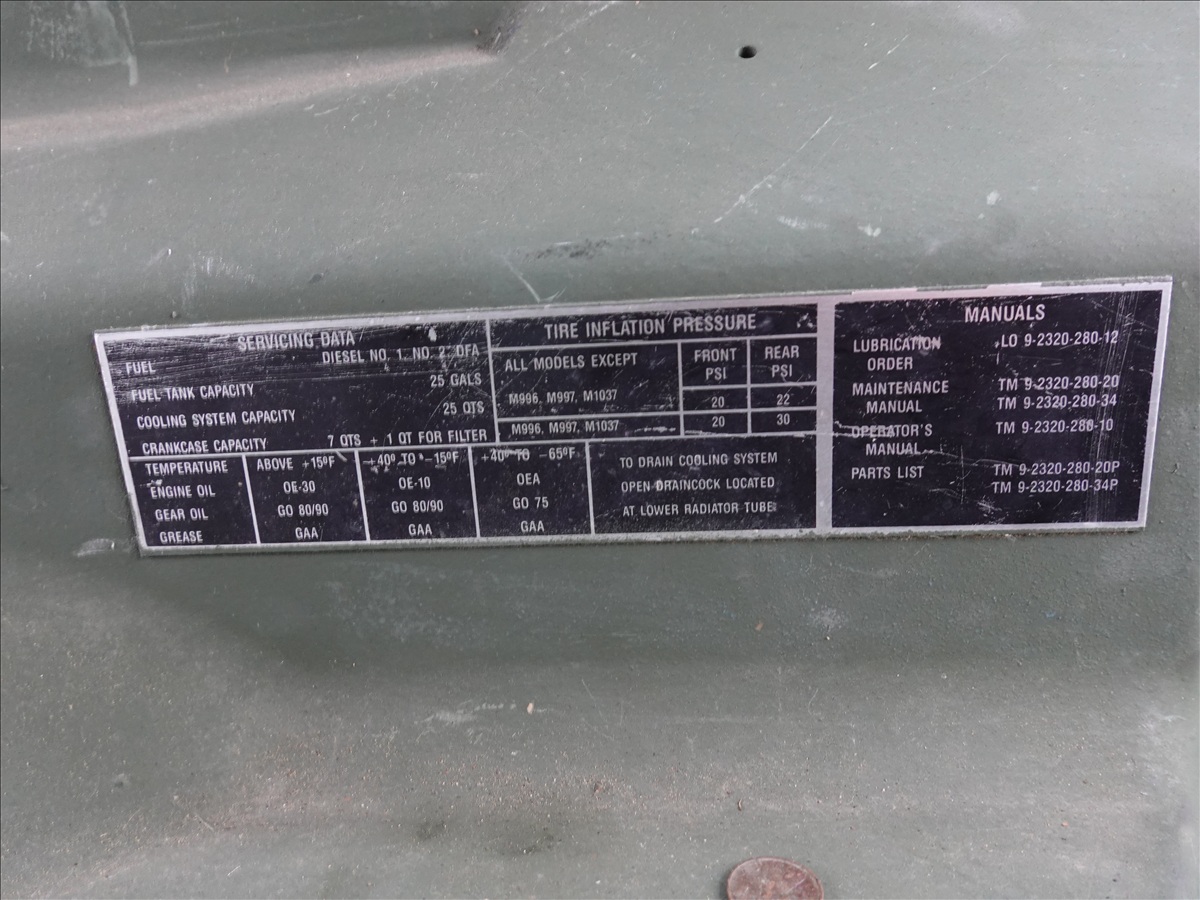 SERVICING DATA
FUEL DIESEL NO. 1, NO. 2, DFA
FUEL TANK CAPACITY 25 GALS
COOLING SYSTEM CAPACITY 25 QTS
CRANKCASE CAPACITY 7 QTS + 1 QT FOR FILTER
TEMPERATURE ABOVE +15ºF +40º TO -15ºF +40º TO -65ºF
ENGINE OIL OE-30 OE-10 OEA
GEAR OIL GO 80/90 GO 80/90 GO 75
GREASE GAA GAA GAA
TIRE INFLATION PRESSURE
ALL MODELS EXCEPT FRONT PSI REAR PSI
M996, M997, M1037 20 22
M996, M997, M1037 20 30
TO DRAIN COOLING SYSTEM
OPEN DRAINCOCK LOCATED
AT LOWER RADIATOR TUBE
MANUALS
LUBRICATION LO 9-2320-280-12
ORDER
MAINTENANCE TM 9-2320-280-20
MANUAL TM 9-2320-280-34
OPERATOR'S TM 9-2320-280-10
MANUAL
PARTS LIST TM 9-2320-280-20P
TM 9-2320-280-34P